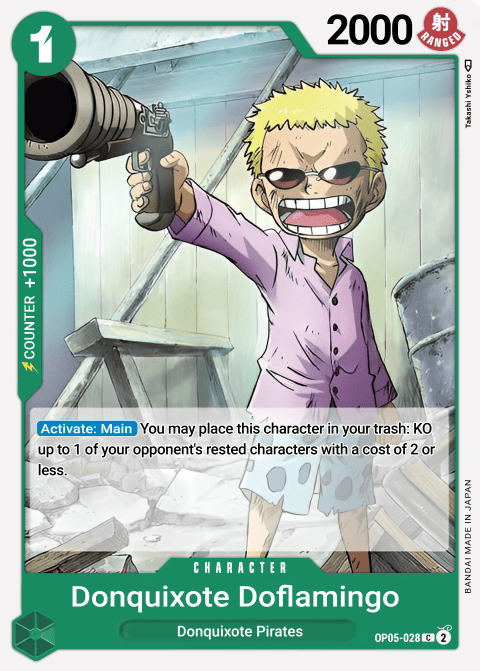 1
2000
射
RANGED
Takashi Yshiko
COUNTER +1000
Activate: Main You may place this character in your trash: KO
up to 1 of your opponent's rested characters with a cost of 2 or
less.
BANDAI MADE IN JAPAN
CHARACTER
Donquixote Doflamingo
Donquixote Pirates
OP05-028 C 2